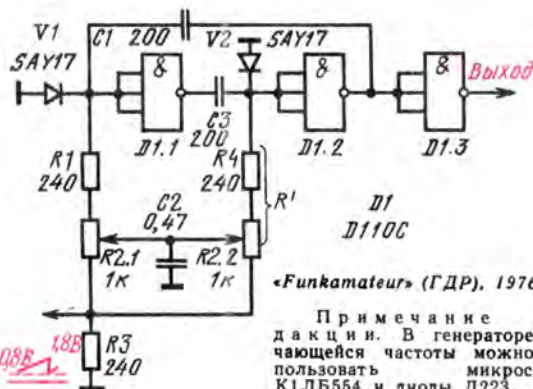 V1
C1 200
V2
SAY17
SAY17
&
&
&
Выход
D1.1
C3
200
D1.2
D1.3
R1
240
R4
240
R'
C2
0,47
D1
D110C
R2.1
1к
R2.2
1к
«Funkamateur» (ГДР), 1976
0,8В
1,8В
R3
240
Примечание
дакции. В генераторе
чающейся частоты можно
пользовать микрос
К1ЛБ554 и диоды Д223